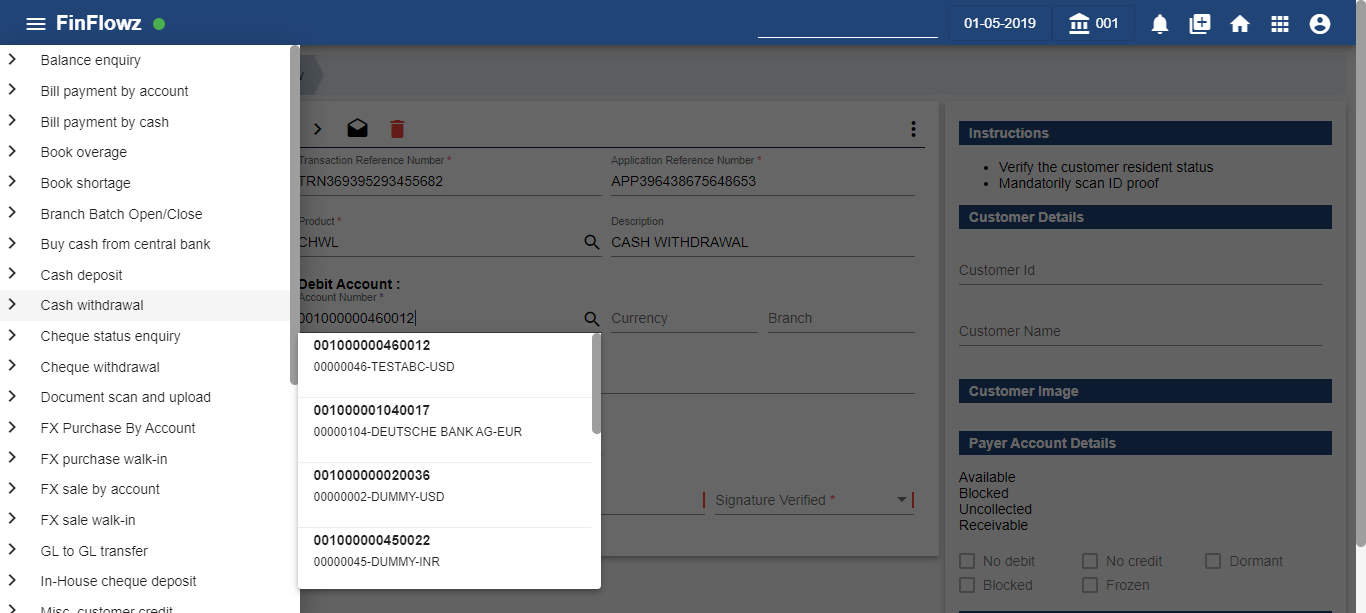 FinFlowz
01-05-2019
001
Balance enquiry
Bill payment by account
Bill payment by cash
Book overage
Book shortage
Branch Batch Open/Close
Buy cash from central bank
Cash deposit
Cash withdrawal
Cheque status enquiry
Cheque withdrawal
Document scan and upload
FX Purchase By Account
FX purchase walk-in
FX sale by account
FX sale walk-in
GL to GL transfer
In-House cheque deposit
Misc. customer credit
Transaction Reference Number *
Application Reference Number *
TRN369395293455682
APP396438675648653
Product *
Description
CHWL
CASH WITHDRAWAL
Debit Account :
Account Number *
001000000460012
Currency
Branch
001000000460012
00000046-TESTABC-USD
001000001040017
00000104-DEUTSCHE BANK AG-EUR
001000000020036
00000002-DUMMY-USD
001000000450022
00000045-DUMMY-INR
Signature Verified *
Instructions
• Verify the customer resident status
• Mandatorily scan ID proof
Customer Details
Customer Id
Customer Name
Customer Image
Payer Account Details
Available
Blocked
Uncollected
Receivable
No debit
No credit
Dormant
Blocked
Frozen